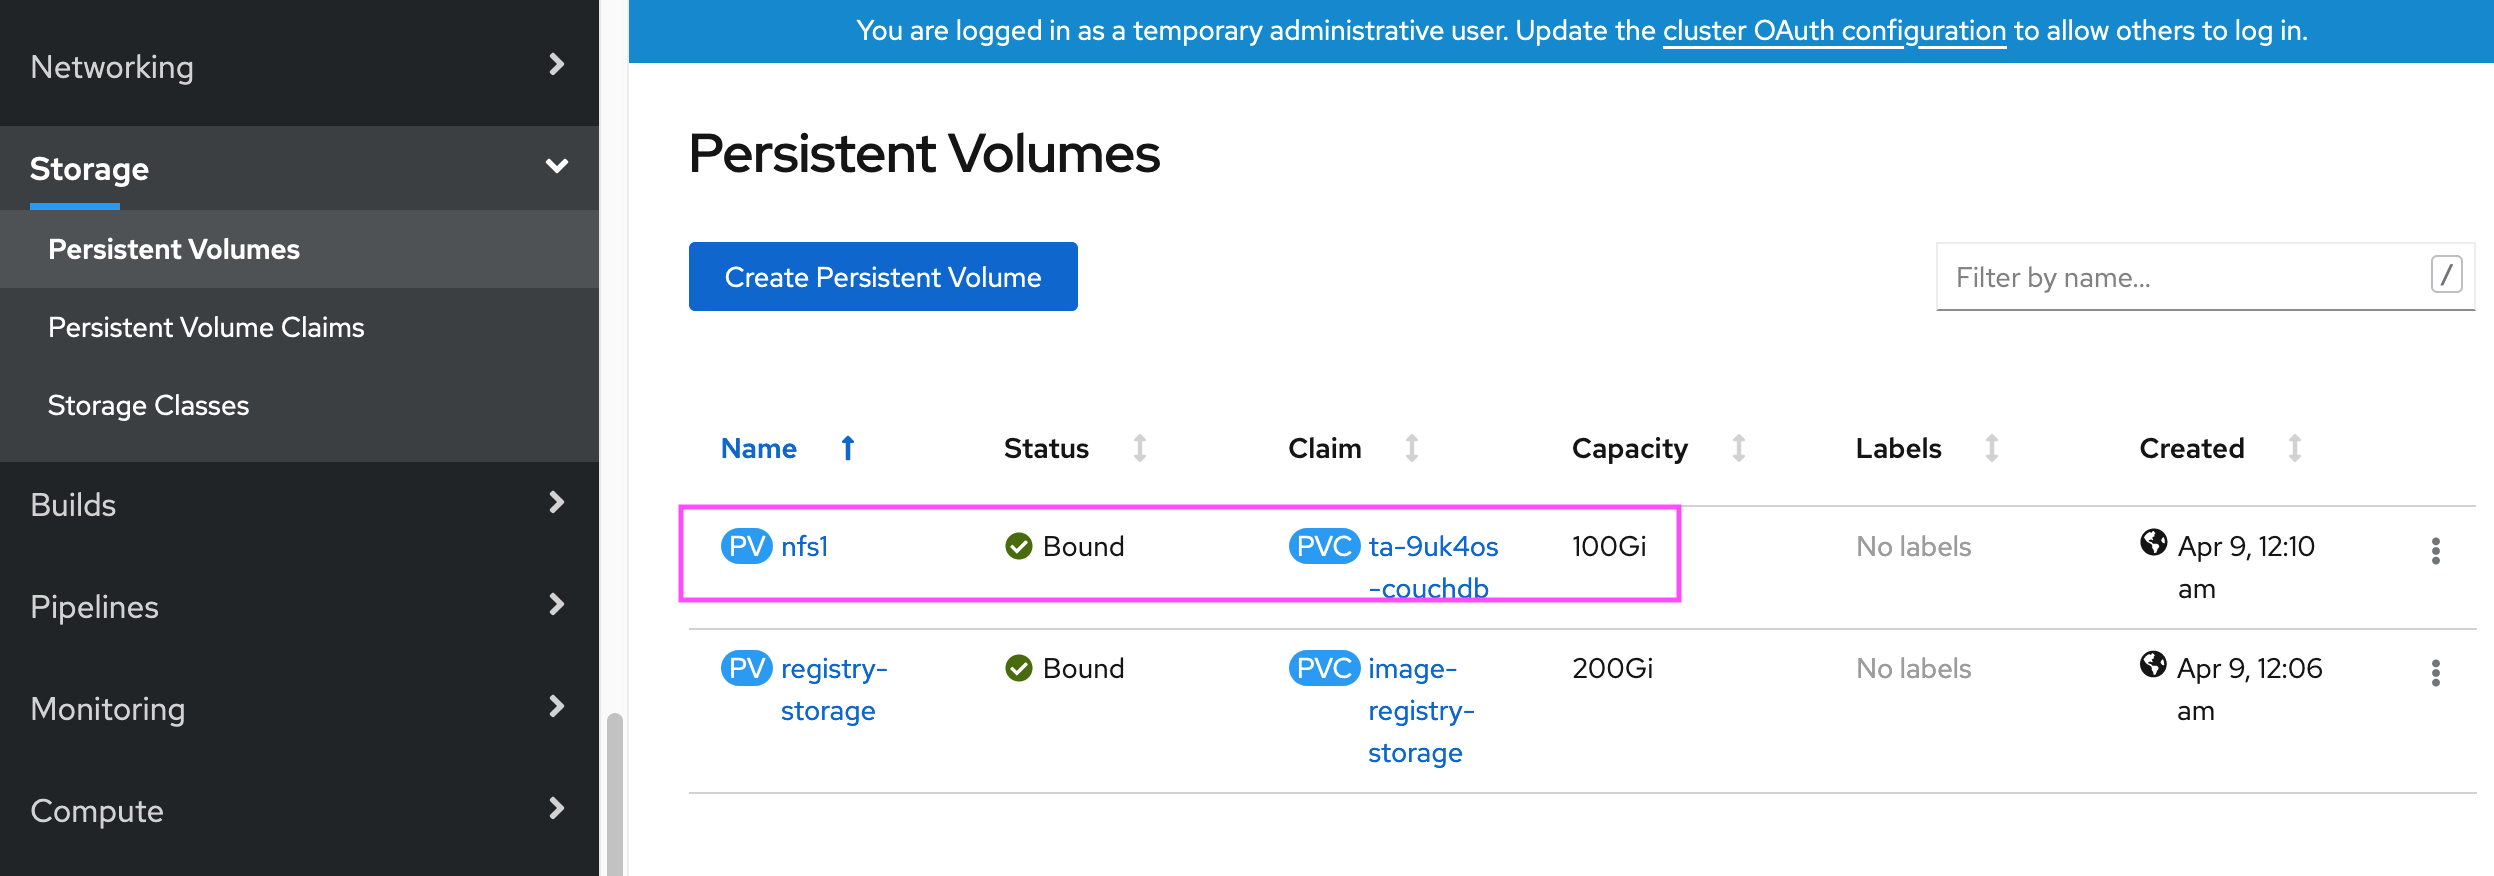 You are logged in as a temporary administrative user. Update the cluster OAuth configuration to allow others to log in.
Networking
Storage
Persistent Volumes
Persistent Volume Claims
Storage Classes
Builds
Pipelines
Monitoring
Compute
Persistent Volumes
Create Persistent Volume
Filter by name... /
Name Status Claim Capacity Labels Created
PV nfs1 Bound PVC ta-9uk4os 100Gi No labels Apr 9, 12:10
-couchdb am
PV registry- Bound PVC image- 200Gi No labels Apr 9, 12:06
storage registry- am
storage